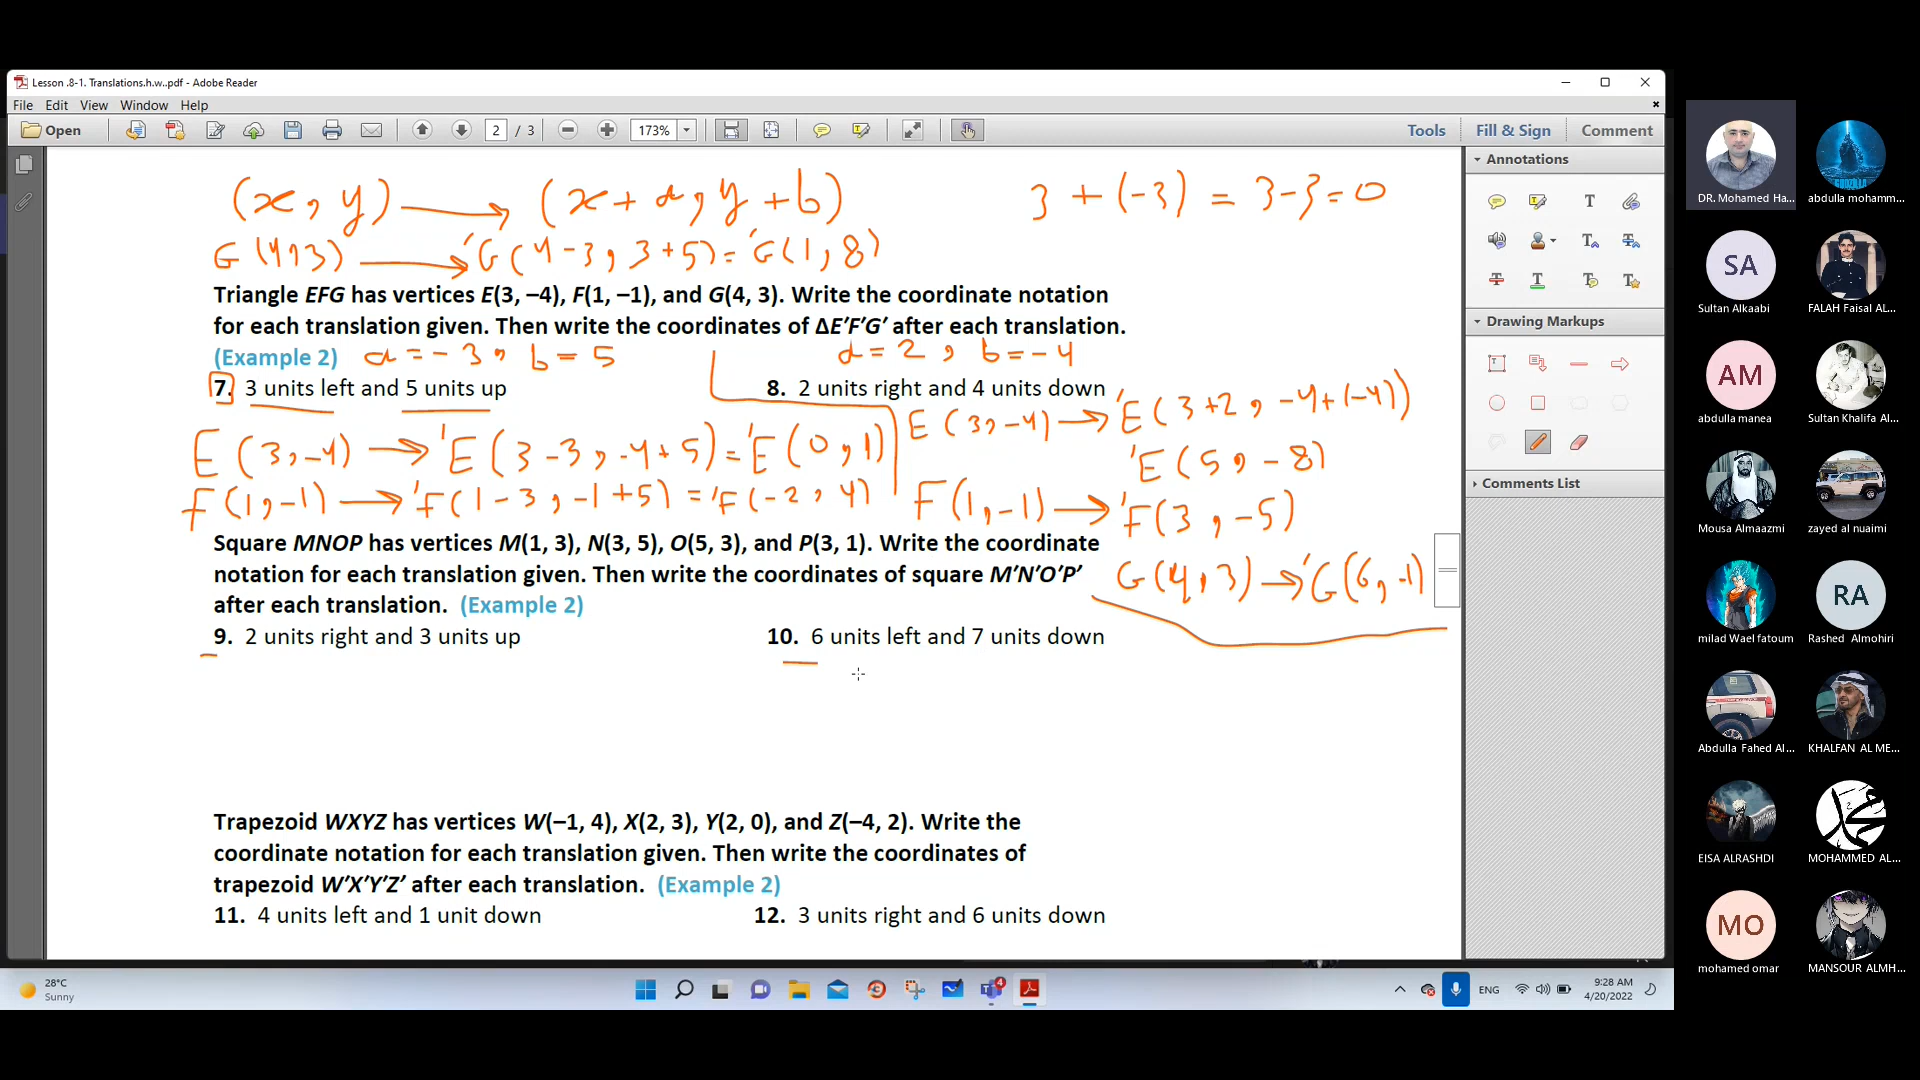 Lesson .8-1. Translations.h.w..pdf - Adobe Reader
File Edit View Window Help
Open 2 / 3 173% Tools Fill & Sign Comment
(x, y) → (x + a, y + b)
3 + (-3) = 3-3=0
G (4,3) → 'G (4-3, 3+5) = 'G(1, 8)
Triangle EFG has vertices E(3, –4), F(1, –1), and G(4, 3). Write the coordinate notation
for each translation given. Then write the coordinates of ΔE′F′G′ after each translation.
(Example 2) a = -3, b = 5
a = 2, b = -4
7. 3 units left and 5 units up
8. 2 units right and 4 units down
E (3, -4) → 'E (3-3, -4+5) = 'E (0, 1)
F (1, -1) → 'F (1-3, -1+5) = 'F (-2, 4)
E (3, -4) → 'E (3+2, -4+(-4))
'E (5, -8)
F (1, -1) → 'F (3, -5)
G (4, 3) → 'G (6, -1)
Square MNOP has vertices M(1, 3), N(3, 5), O(5, 3), and P(3, 1). Write the coordinate
notation for each translation given. Then write the coordinates of square M′N′O′P′
after each translation. (Example 2)
9. 2 units right and 3 units up
10. 6 units left and 7 units down
Trapezoid WXYZ has vertices W(–1, 4), X(2, 3), Y(2, 0), and Z(–4, 2). Write the
coordinate notation for each translation given. Then write the coordinates of
trapezoid W′X′Y′Z′ after each translation. (Example 2)
11. 4 units left and 1 unit down
12. 3 units right and 6 units down
Annotations
Drawing Markups
Comments List
DR. Mohamed Ha...
abdulla mohamm...
SA
Sultan Alkaabi
FALAH Faisal AL...
AM
abdulla manea
Sultan Khalifa Al...
Mousa Almaazmi
zayed al nuaimi
RA
milad Wael fatoum
Rashed Almohiri
Abdulla Fahed Al...
KHALFAN AL ME...
EISA ALRASHDI
MOHAMMED AL...
MO
mohamed omar
MANSOUR ALMH...
28°C
Sunny
4
ENG
9:28 AM
4/20/2022